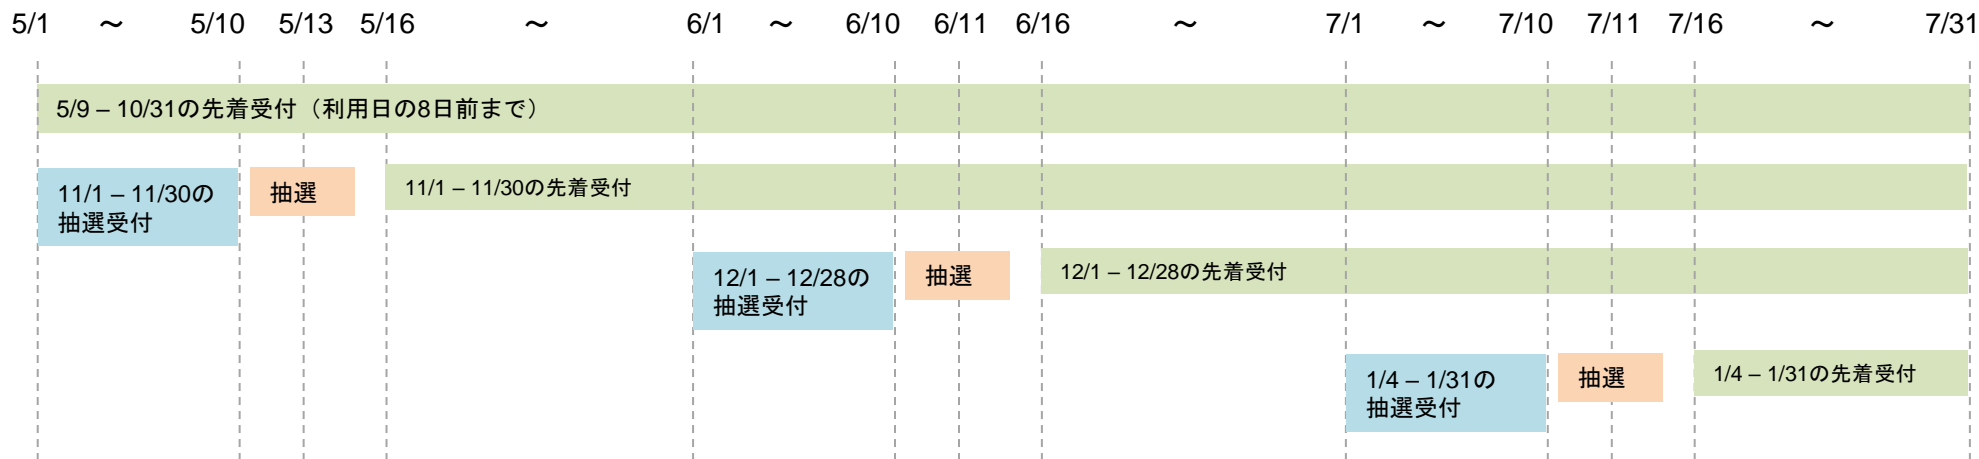 5/1 ～ 5/10 5/13 5/16 ～ 6/1 ～ 6/10 6/11 6/16 ～ 7/1 ～ 7/10 7/11 7/16 ～ 7/31
5/9 – 10/31の先着受付（利用日の8日前まで）
11/1 – 11/30の
抽選受付
抽選
11/1 – 11/30の先着受付
12/1 – 12/28の
抽選受付
抽選
12/1 – 12/28の先着受付
1/4 – 1/31の
抽選受付
抽選
1/4 – 1/31の先着受付